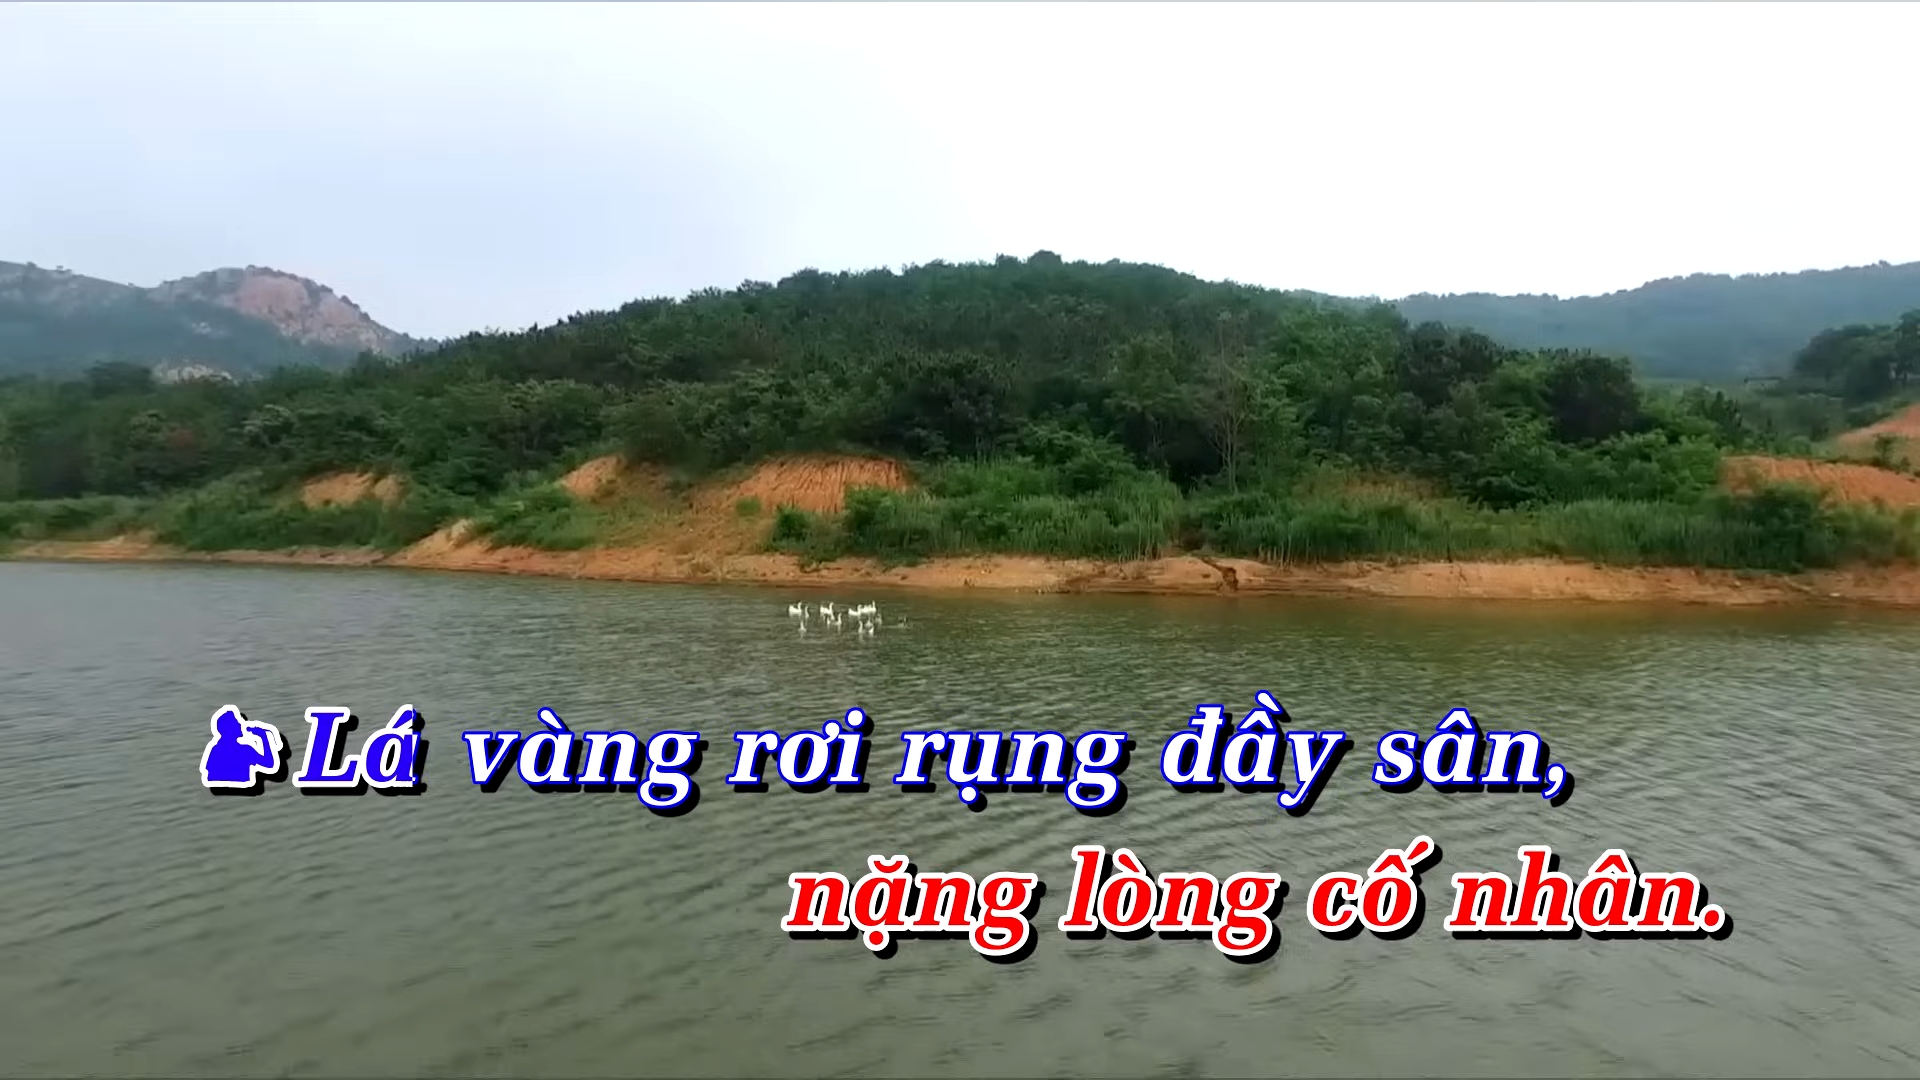 Lá vàng rơi rụng đầy sân,
nặng lòng cố nhân.